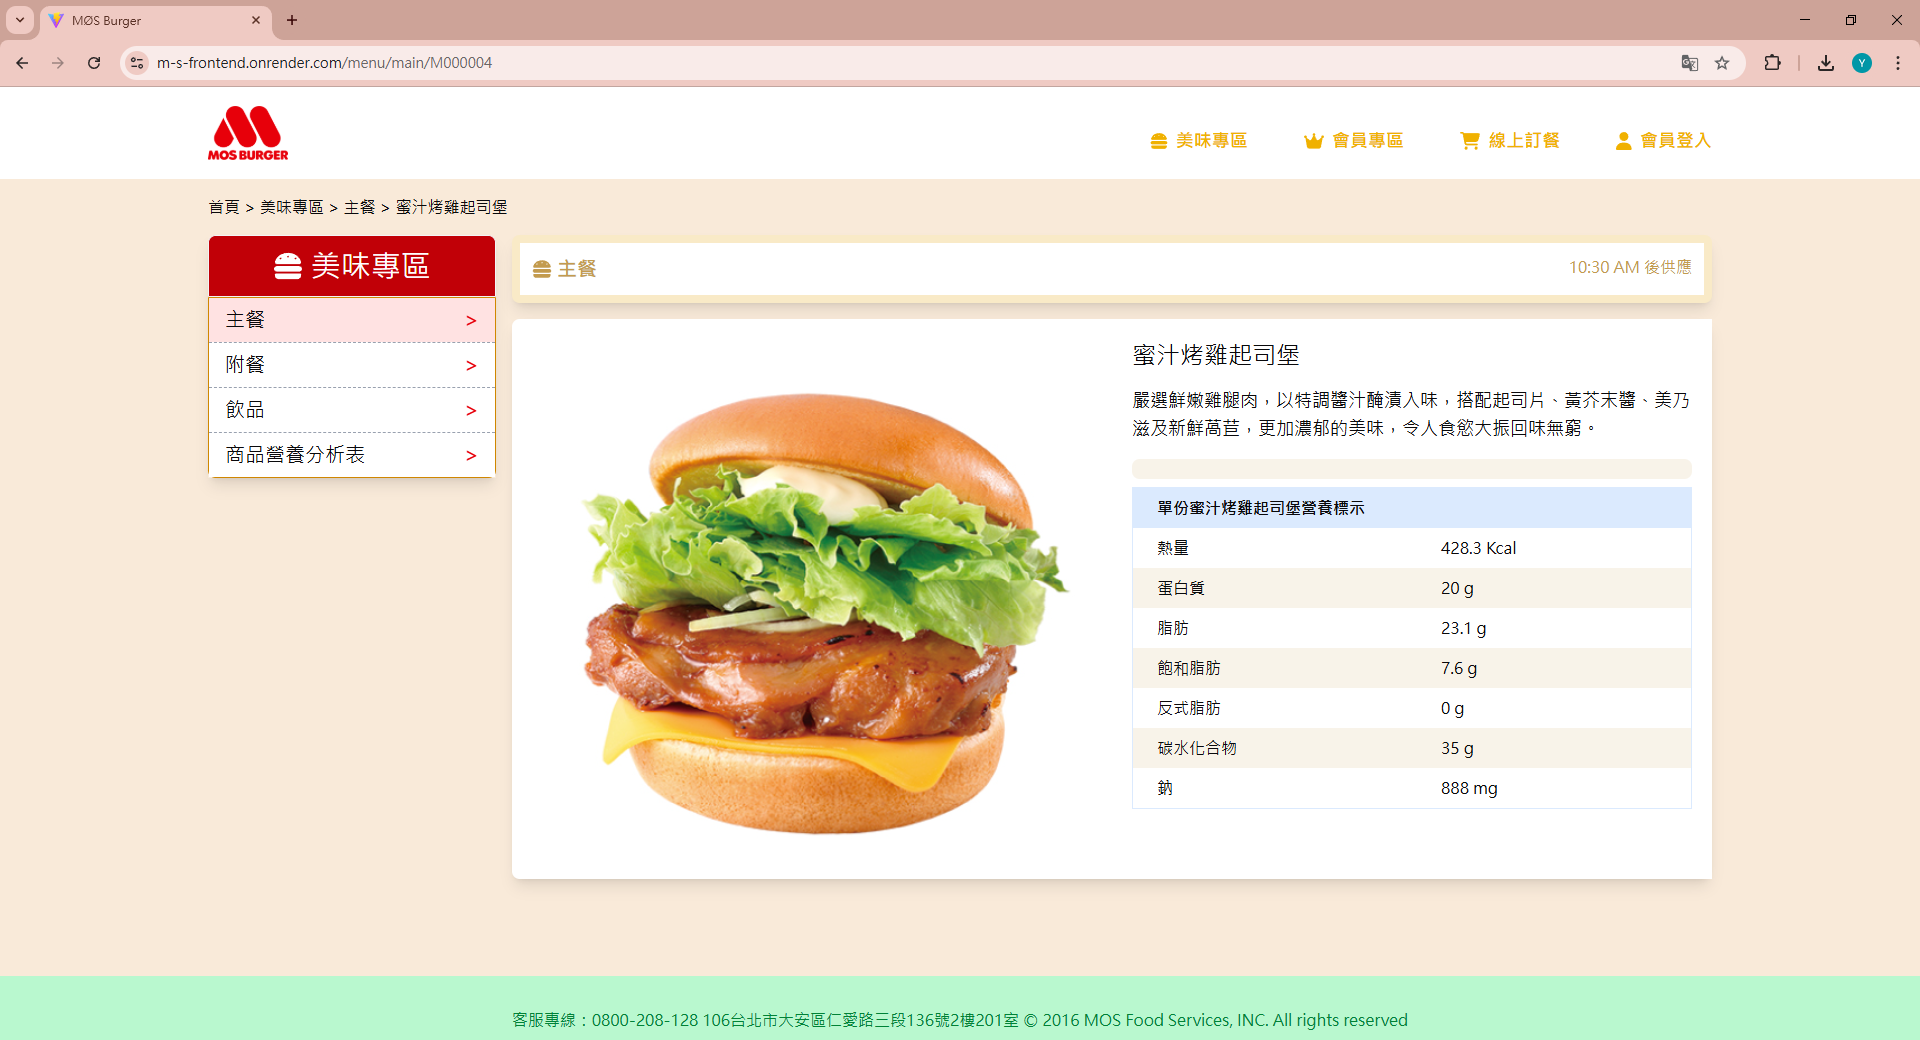 MØS Burger
m-s-frontend.onrender.com/menu/main/M000004
Y
MOS BURGER
美味專區 會員專區 線上訂餐 會員登入
首頁 > 美味專區 > 主餐 > 蜜汁烤雞起司堡
美味專區
主餐 >
附餐 >
飲品 >
商品營養分析表 >
主餐 10:30 AM 後供應
蜜汁烤雞起司堡
嚴選鮮嫩雞腿肉，以特調醬汁醃漬入味，搭配起司片、黃芥末醬、美乃
滋及新鮮萵苣，更加濃郁的美味，令人食慾大振回味無窮。
單份蜜汁烤雞起司堡營養標示
熱量 428.3 Kcal
蛋白質 20 g
脂肪 23.1 g
飽和脂肪 7.6 g
反式脂肪 0 g
碳水化合物 35 g
鈉 888 mg
客服專線：0800-208-128 106台北市大安區仁愛路三段136號2樓201室 © 2016 MOS Food Services, INC. All rights reserved